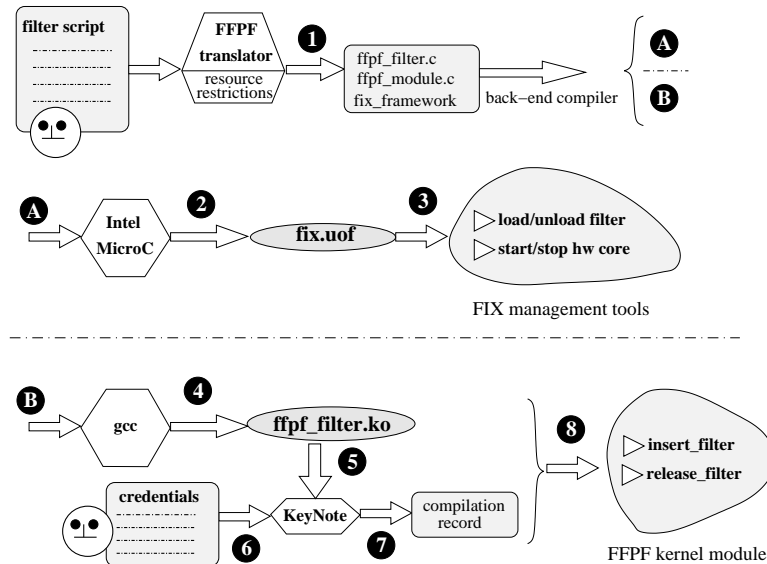 filter script
FFPF
translator
resource
restrictions
1
ffpf_filter.c
ffpf_module.c
fix_framework
back−end compiler
A
B
A
Intel
MicroC
2
fix.uof
3
load/unload filter
start/stop hw core
FIX management tools
B
gcc
4
ffpf_filter.ko
5
credentials
6
KeyNote
7
compilation
record
8
insert_filter
release_filter
FFPF kernel module